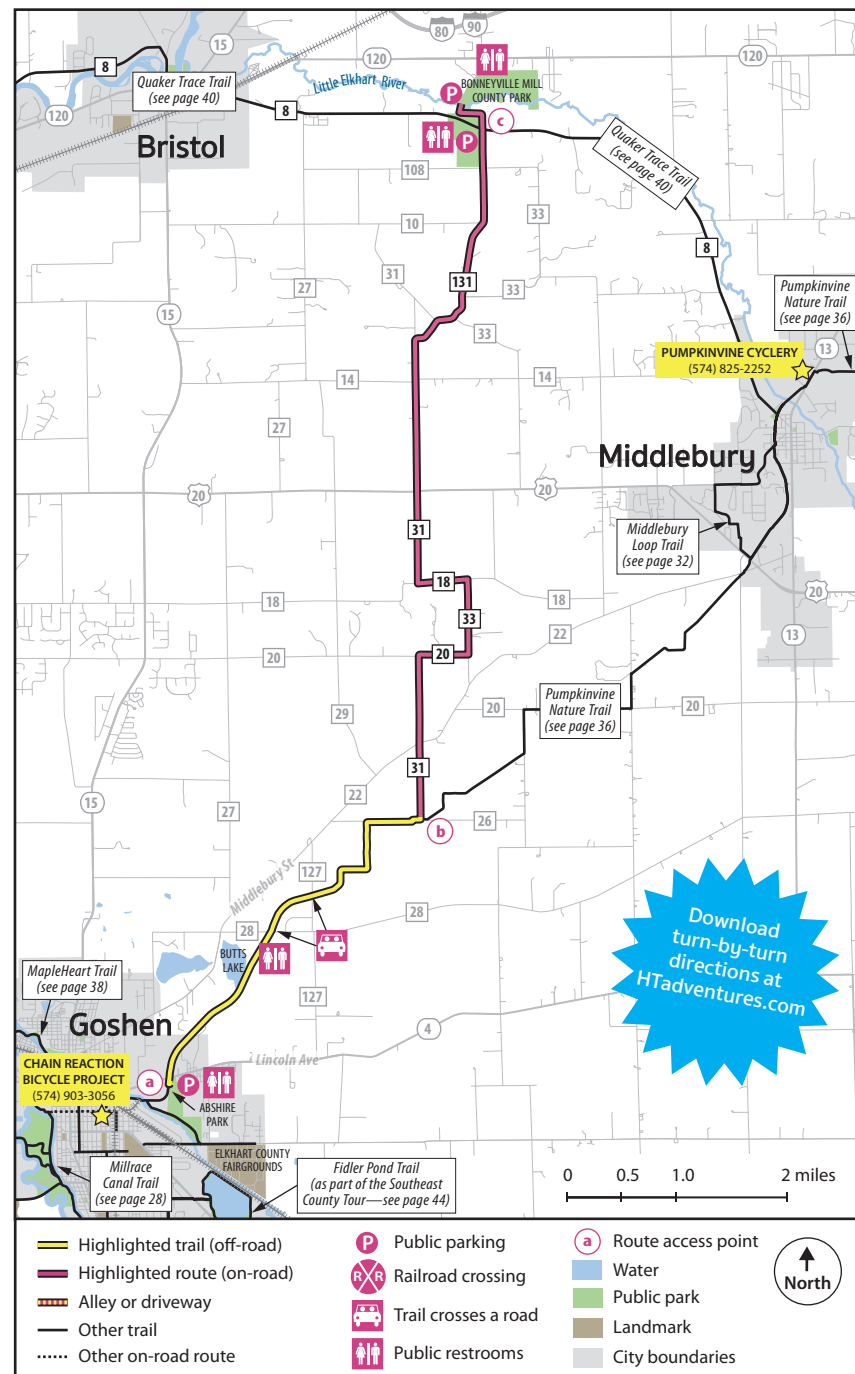 80
90
15
120
120
8
Quaker Trace Trail
(see page 40)
Little Elkhart River
BONNEYVILLE MILL
COUNTY PARK
P
120
8
c
Bristol
P
Quaker Trace Trail
(see page 40)
108
33
10
8
31
131
27
33
Pumpkinvine
Nature Trail
(see page 36)
15
33
13
PUMPKINVINE CYCLERY
(574) 825-2252
14
14
27
Middlebury
20
20
31
Middlebury
Loop Trail
(see page 32)
18
18
18
20
33
22
13
20
20
Pumpkinvine
Nature Trail
(see page 36)
29
20
20
31
22
15
27
26
b
Middlebury St
127
28
28
BUTTS
LAKE
Download
turn-by-turn
directions at
HTadventures.com
MapleHeart Trail
(see page 38)
127
Goshen
4
Lincoln Ave
CHAIN REACTION
BICYCLE PROJECT
(574) 903-3056
a
P
ABSHIRE
PARK
ELKHART COUNTY
FAIRGROUNDS
Millrace
Canal Trail
(see page 28)
Fidler Pond Trail
(as part of the Southeast
County Tour—see page 44)
0 0.5 1.0 2 miles
Highlighted trail (off-road)
Highlighted route (on-road)
Alley or driveway
Other trail
Other on-road route
P Public parking
R R Railroad crossing
Trail crosses a road
Public restrooms
a Route access point
Water
Public park
Landmark
City boundaries
North